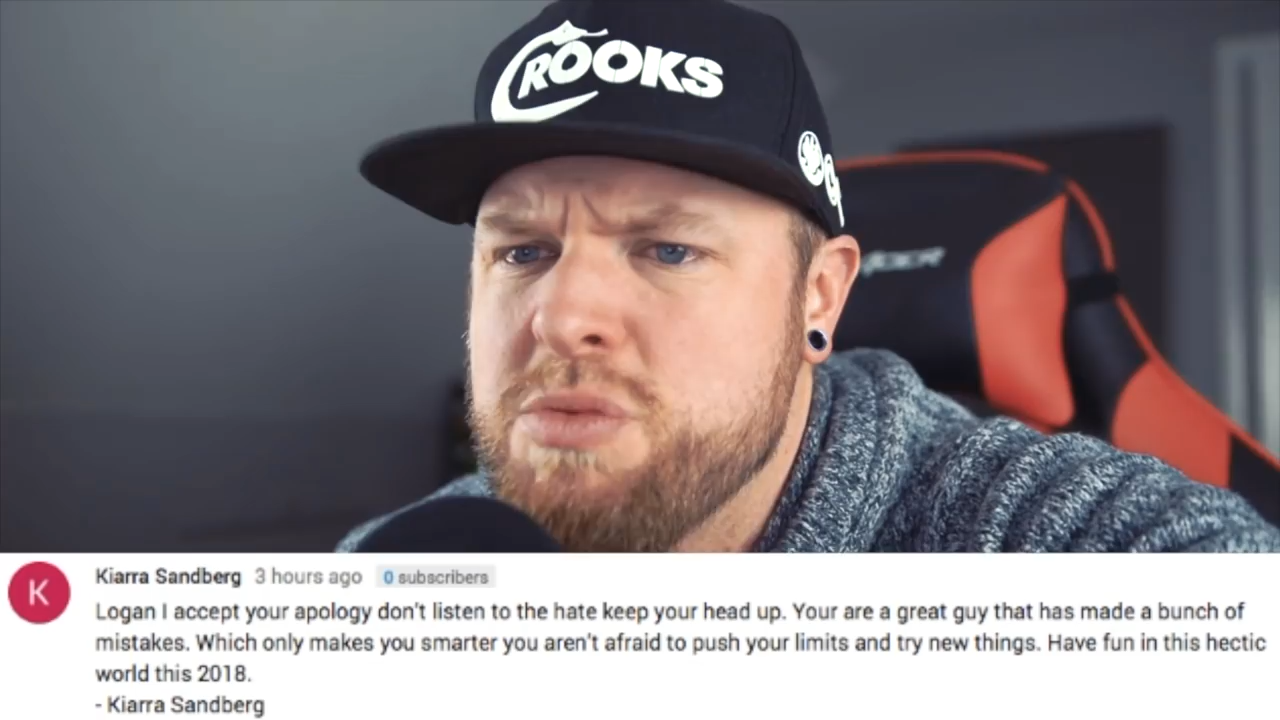 CROOKS
K
Kiarra Sandberg 3 hours ago 0 subscribers
Logan I accept your apology don't listen to the hate keep your head up. Your are a great guy that has made a bunch of
mistakes. Which only makes you smarter you aren't afraid to push your limits and try new things. Have fun in this hectic
world this 2018.
- Kiarra Sandberg